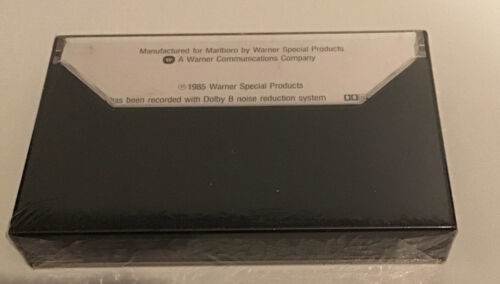 Manufactured for Marlboro by Warner Special Products
A Warner Communications Company
℗1985 Warner Special Products
has been recorded with Dolby B noise reduction system